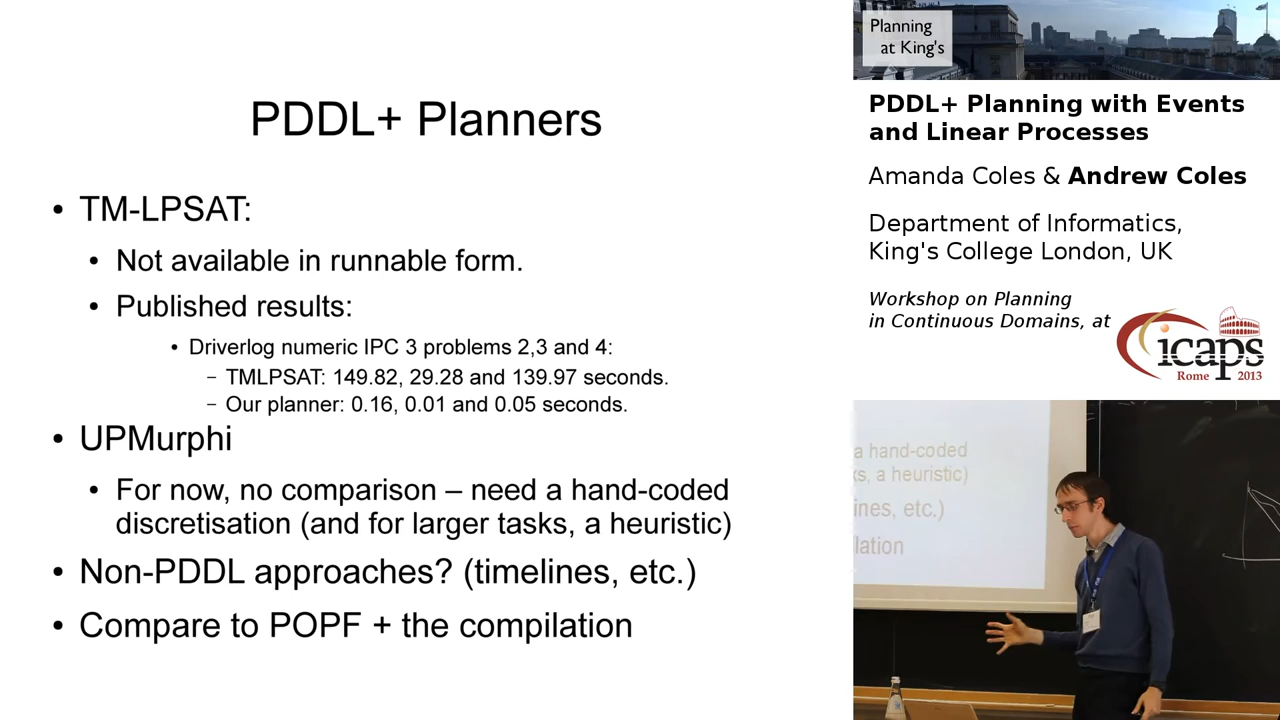 PDDL+ Planners
• TM-LPSAT:
• Not available in runnable form.
• Published results:
• Driverlog numeric IPC 3 problems 2,3 and 4:
– TMLPSAT: 149.82, 29.28 and 139.97 seconds.
– Our planner: 0.16, 0.01 and 0.05 seconds.
• UPMurphi
• For now, no comparison – need a hand-coded
discretisation (and for larger tasks, a heuristic)
• Non-PDDL approaches? (timelines, etc.)
• Compare to POPF + the compilation
Planning
at King's
PDDL+ Planning with Events
and Linear Processes
Amanda Coles & Andrew Coles
Department of Informatics,
King's College London, UK
Workshop on Planning
in Continuous Domains, at
icaps
Rome 2013
a hand-coded
ks, a heuristic)
ines, etc.)
lation